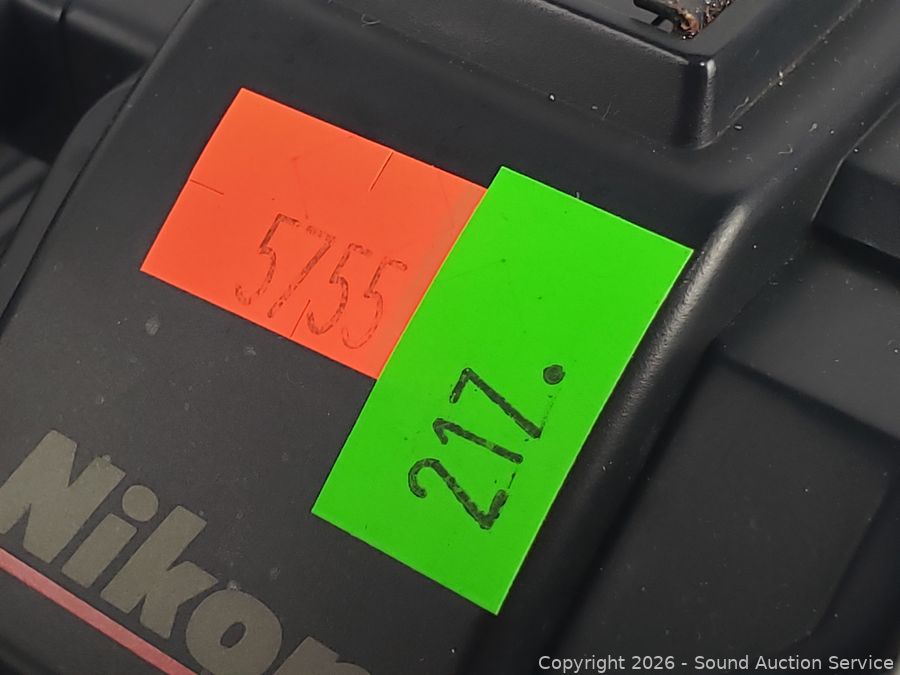 5755
217.
Nikon
Copyright 2026 - Sound Auction Service